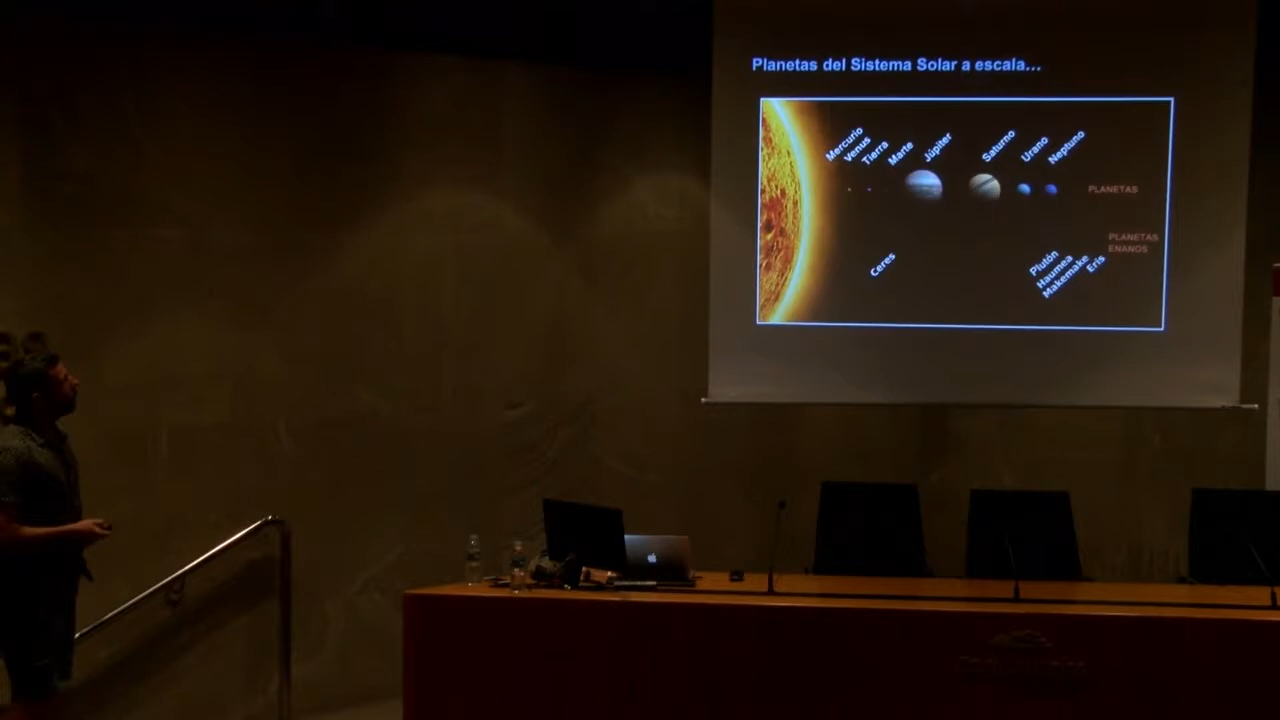 Planetas del Sistema Solar a escala...
Mercurio
Venus
Tierra
Marte
Júpiter
Saturno
Urano
Neptuno
PLANETAS
PLANETAS
ENANOS
Ceres
Plutón
Haumea
Makemake
Eris